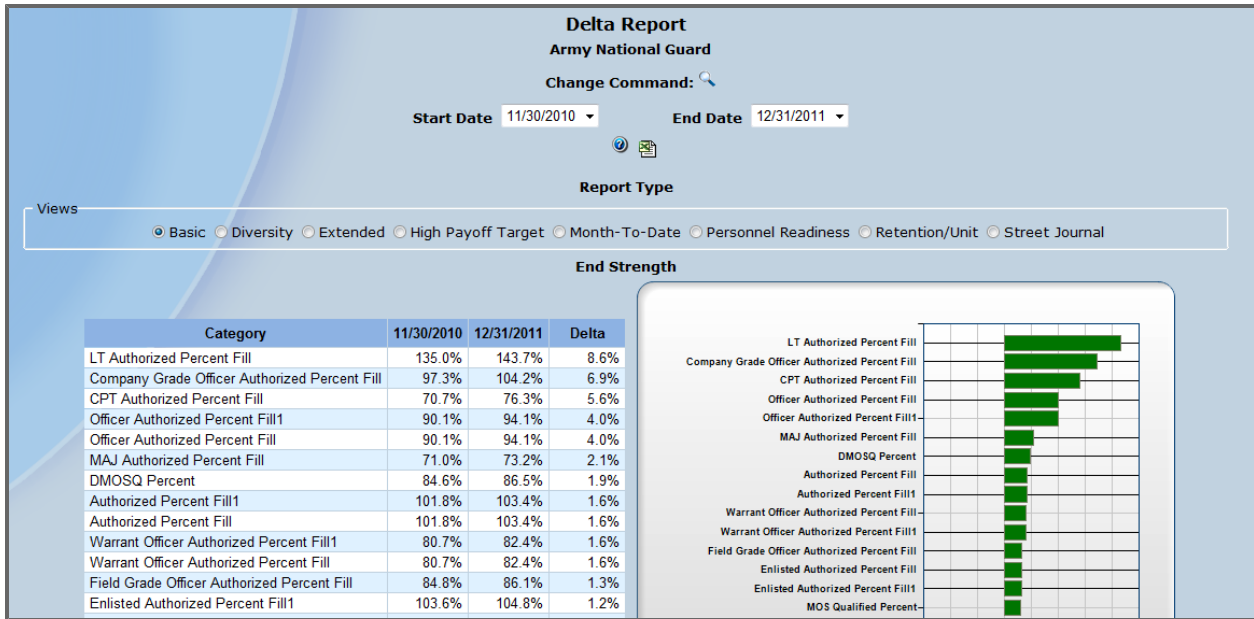 Delta Report
Army National Guard
Change Command:
Start Date 11/30/2010 End Date 12/31/2011
Report Type
Views
Basic Diversity Extended High Payoff Target Month-To-Date Personnel Readiness Retention/Unit Street Journal
End Strength
Category 11/30/2010 12/31/2011 Delta
LT Authorized Percent Fill 135.0% 143.7% 8.6%
Company Grade Officer Authorized Percent Fill 97.3% 104.2% 6.9%
CPT Authorized Percent Fill 70.7% 76.3% 5.6%
Officer Authorized Percent Fill1 90.1% 94.1% 4.0%
Officer Authorized Percent Fill 90.1% 94.1% 4.0%
MAJ Authorized Percent Fill 71.0% 73.2% 2.1%
DMOSQ Percent 84.6% 86.5% 1.9%
Authorized Percent Fill1 101.8% 103.4% 1.6%
Authorized Percent Fill 101.8% 103.4% 1.6%
Warrant Officer Authorized Percent Fill1 80.7% 82.4% 1.6%
Warrant Officer Authorized Percent Fill 80.7% 82.4% 1.6%
Field Grade Officer Authorized Percent Fill 84.8% 86.1% 1.3%
Enlisted Authorized Percent Fill1 103.6% 104.8% 1.2%
LT Authorized Percent Fill
Company Grade Officer Authorized Percent Fill
CPT Authorized Percent Fill
Officer Authorized Percent Fill
Officer Authorized Percent Fill1
MAJ Authorized Percent Fill
DMOSQ Percent
Authorized Percent Fill
Authorized Percent Fill1
Warrant Officer Authorized Percent Fill
Warrant Officer Authorized Percent Fill1
Field Grade Officer Authorized Percent Fill
Enlisted Authorized Percent Fill
Enlisted Authorized Percent Fill1
MOS Qualified Percent